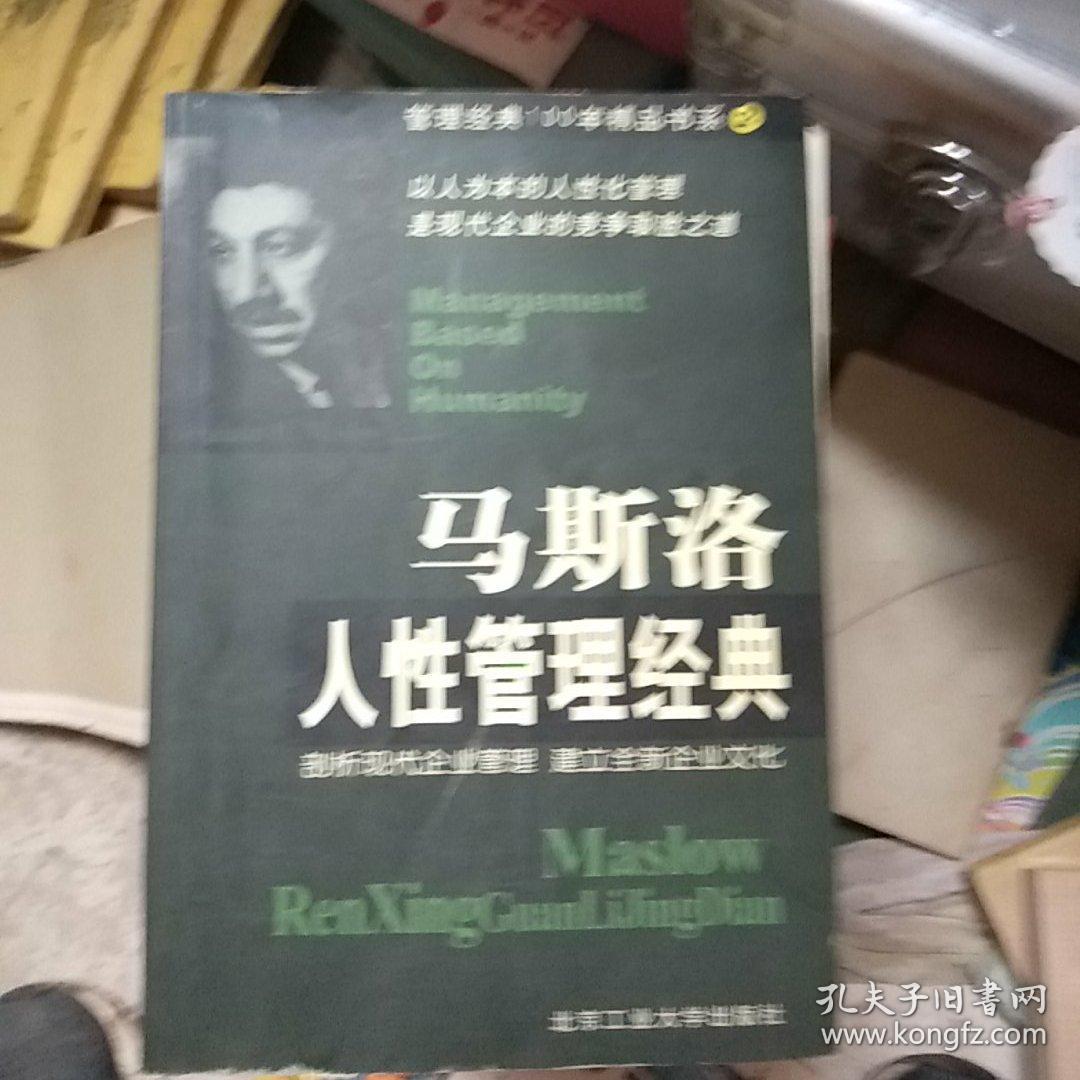 管理经典100年精品书系2
以人为本的人性化管理
是现代企业的竞争取胜之道
Management
Based
On
Humanity
马斯洛
人性管理经典
剖析现代企业管理 建立全新企业文化
Maslow
RenXingGuanLiJingDian
北京工业大学出版社
孔夫子旧书网
www.kongfz.com